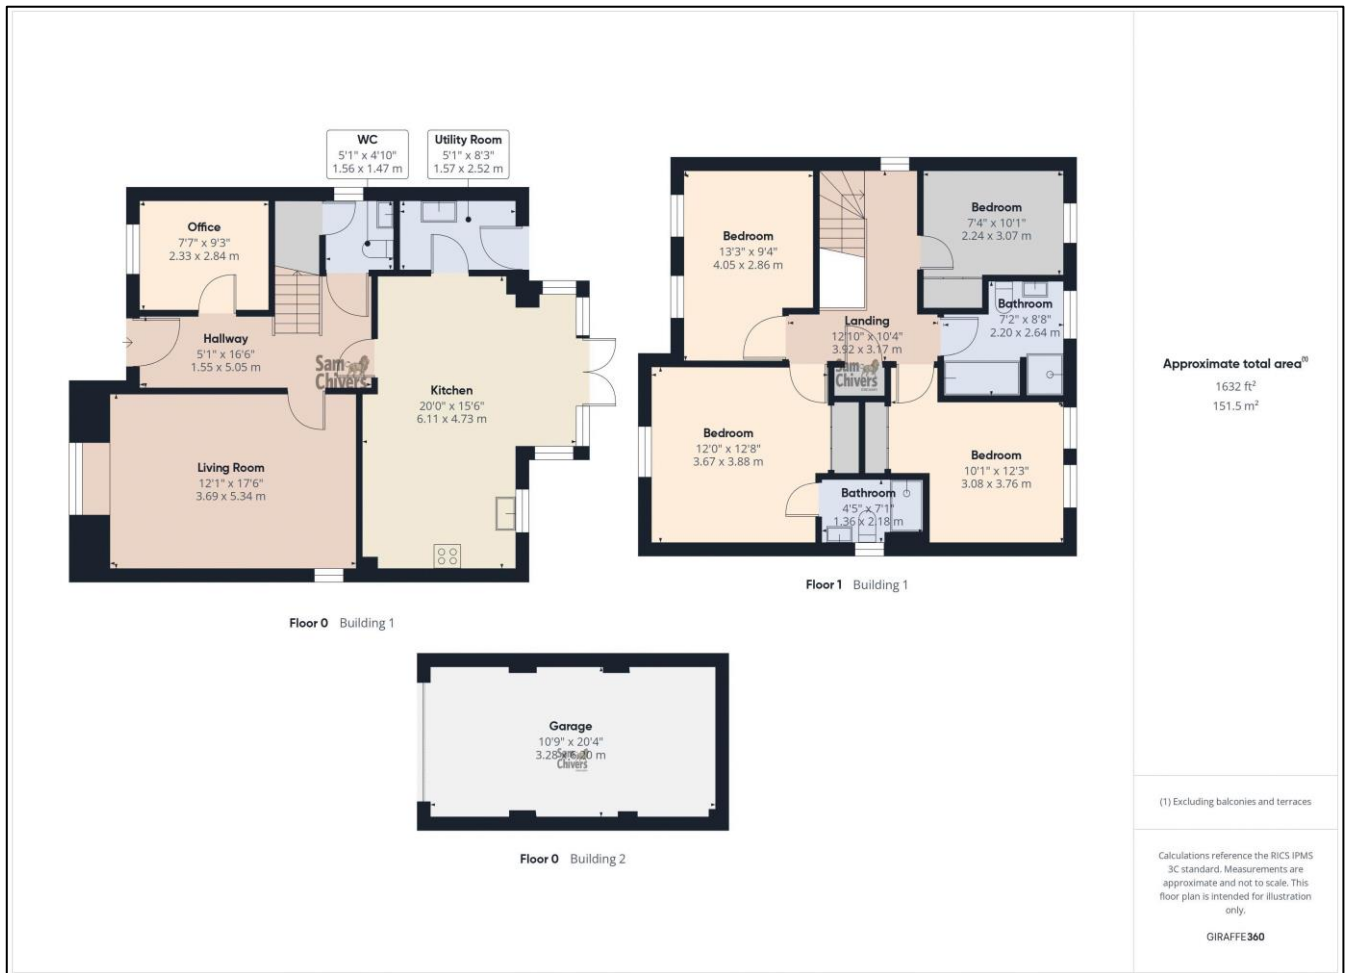 WC
5'1" x 4'10"
1.56 x 1.47 m
Utility Room
5'1" x 8'3"
1.57 x 2.52 m
Office
7'7" x 9'3"
2.33 x 2.84 m
Hallway
5'1" x 16'6"
1.55 x 5.05 m
Sam
Chivers
Kitchen
20'0" x 15'6"
6.11 x 4.73 m
Living Room
12'1" x 17'6"
3.69 x 5.34 m
Floor 0 Building 1
Bedroom
13'3" x 9'4"
4.05 x 2.86 m
Bedroom
7'4" x 10'1"
2.24 x 3.07 m
Bathroom
7'2" x 8'8"
2.20 x 2.64 m
Landing
12'10" x 10'4"
3.92 x 3.17 m
Sam
Chivers
Bedroom
12'0" x 12'8"
3.67 x 3.88 m
Bedroom
10'1" x 12'3"
3.08 x 3.76 m
Bathroom
4'5" x 7'1"
1.36 x 2.18 m
Floor 1 Building 1
Garage
10'9" x 20'4"
3.28 x 6.20 m
Sam
Chivers
Floor 0 Building 2
Approximate total area(1)
1632 ft²
151.5 m²
(1) Excluding balconies and terraces
Calculations reference the RICS IPMS
3C standard. Measurements are
approximate and not to scale. This
floor plan is intended for illustration
only.
GIRAFFE360